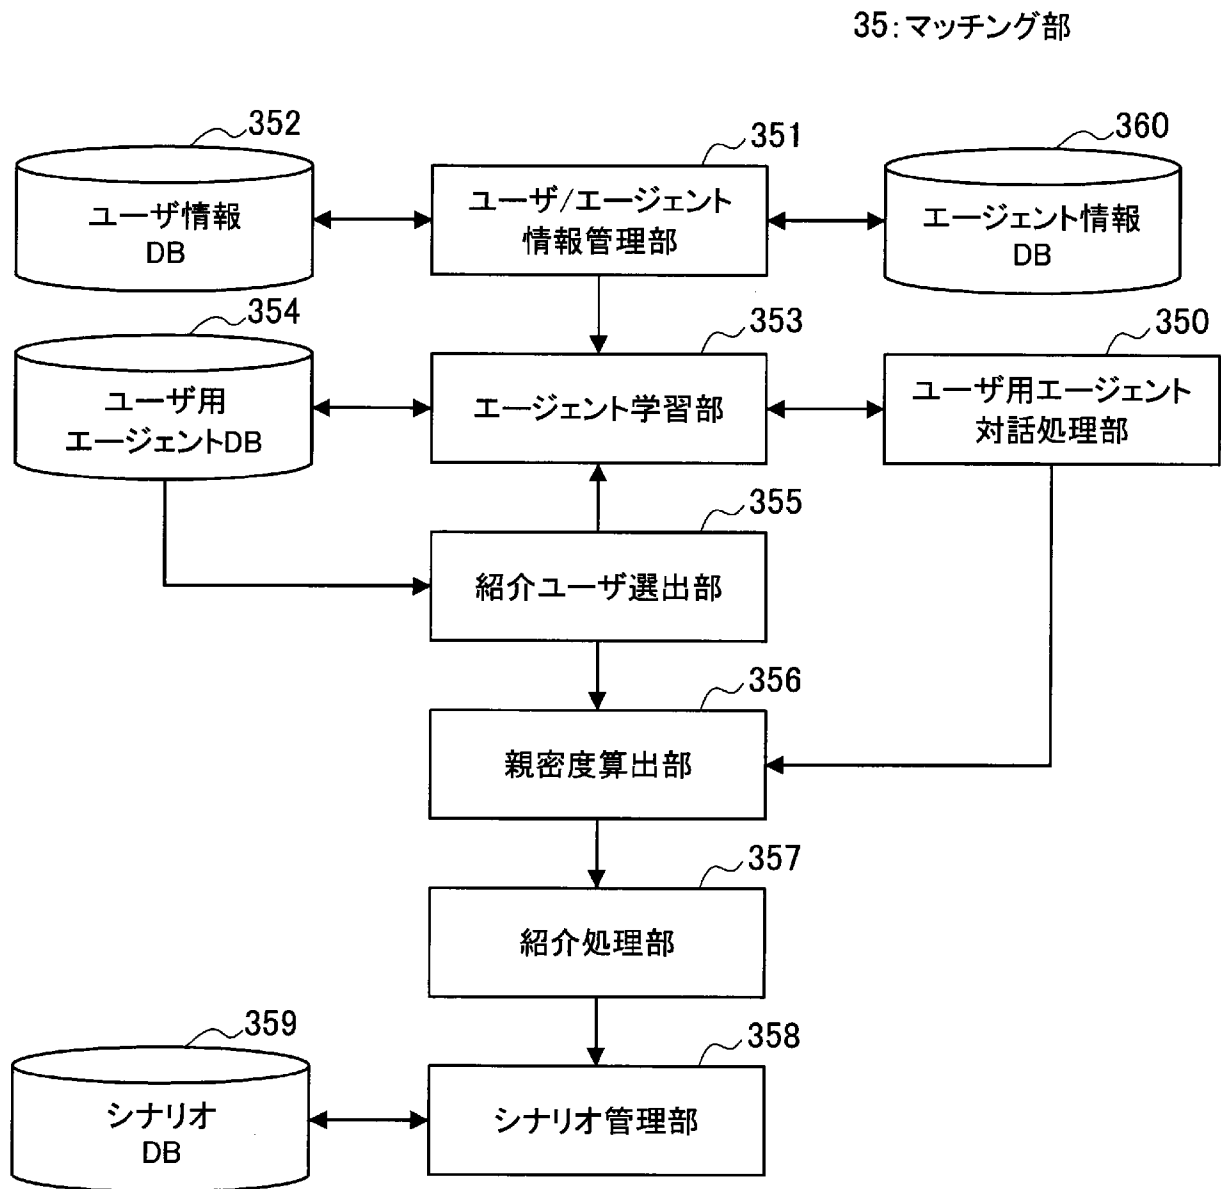 35:マッチング部
352
351
360
ユーザ情報
DB
ユーザ/エージェント
情報管理部
エージェント情報
DB
354
353
350
ユーザ用
エージェントDB
エージェント学習部
ユーザ用エージェント
対話処理部
355
紹介ユーザ選出部
356
親密度算出部
357
紹介処理部
359
358
シナリオ
DB
シナリオ管理部